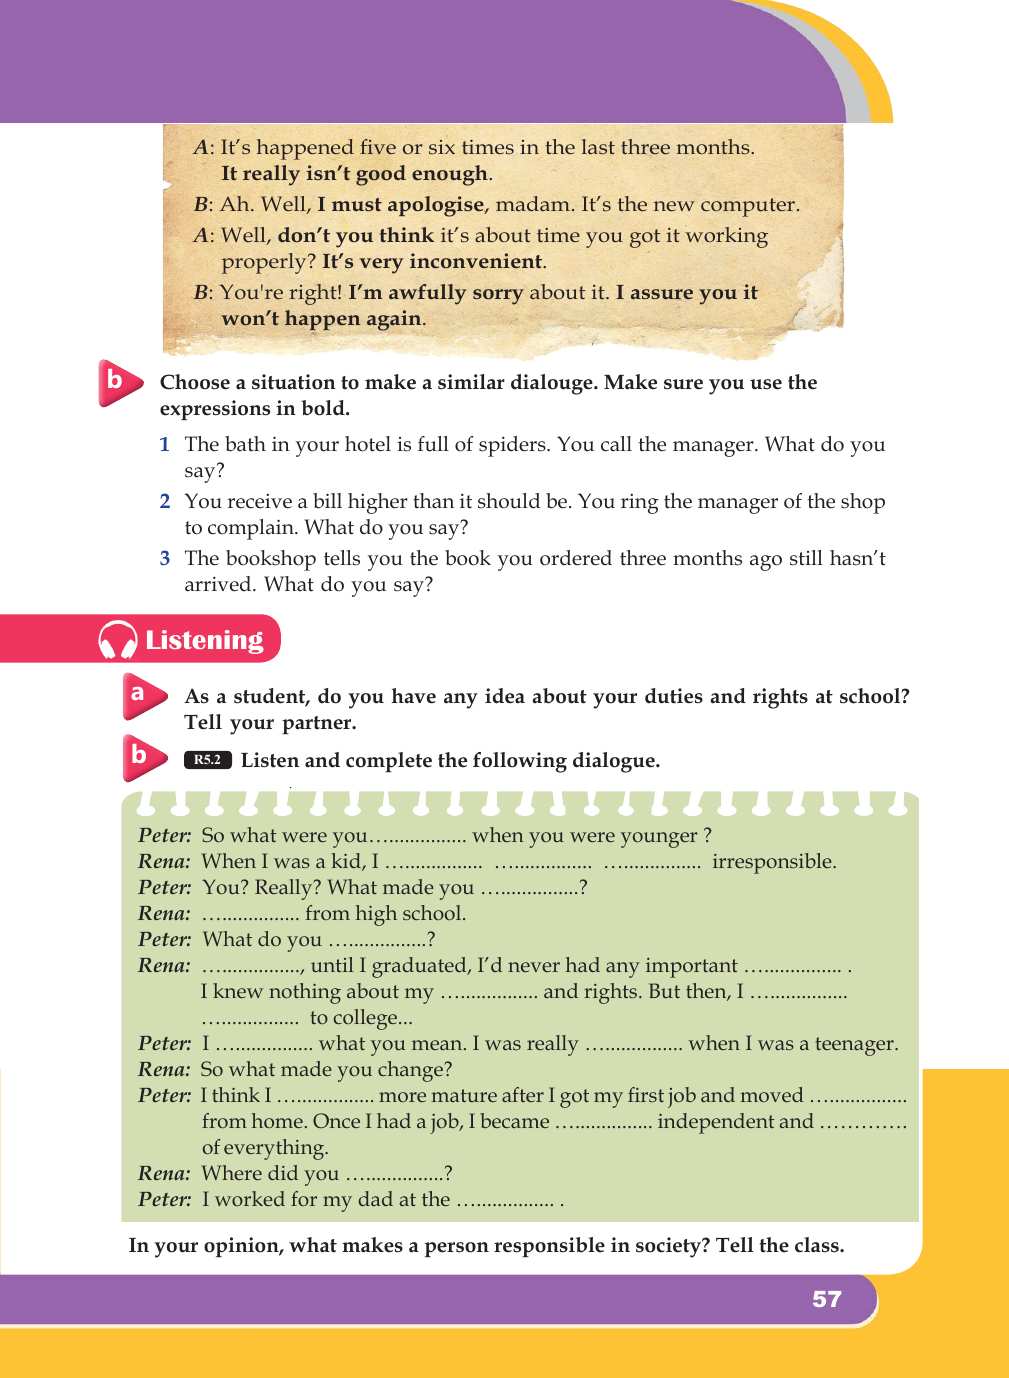 A: It’s happened five or six times in the last three months.
It really isn’t good enough.
B: Ah. Well, I must apologise, madam. It’s the new computer.
A: Well, don’t you think it’s about time you got it working
properly? It’s very inconvenient.
B: You're right! I’m awfully sorry about it. I assure you it
won’t happen again.
b Choose a situation to make a similar dialouge. Make sure you use the
expressions in bold.
1 The bath in your hotel is full of spiders. You call the manager. What do you
say?
2 You receive a bill higher than it should be. You ring the manager of the shop
to complain. What do you say?
3 The bookshop tells you the book you ordered three months ago still hasn’t
arrived. What do you say?
Listening
a As a student, do you have any idea about your duties and rights at school?
Tell your partner.
b R5.2 Listen and complete the following dialogue.
Peter: So what were you…............... when you were younger ?
Rena: When I was a kid, I …............... …............... …............... irresponsible.
Peter: You? Really? What made you …...............?
Rena: …............... from high school.
Peter: What do you …...............?
Rena: …..............., until I graduated, I’d never had any important …............... .
I knew nothing about my …............... and rights. But then, I …...............
…............... to college...
Peter: I …............... what you mean. I was really …............... when I was a teenager.
Rena: So what made you change?
Peter: I think I …............... more mature after I got my first job and moved …...............
from home. Once I had a job, I became …............... independent and ………….
of everything.
Rena: Where did you …...............?
Peter: I worked for my dad at the …............... .
In your opinion, what makes a person responsible in society? Tell the class.
57